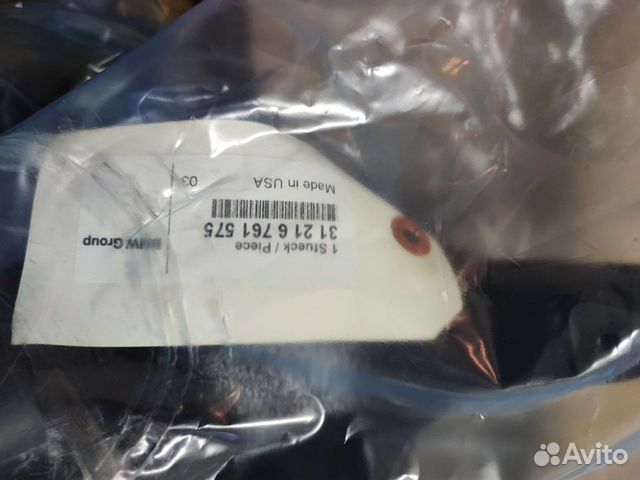 BMW Group
1 Stueck / Piece
31 21 6 761 575
Made in USA
03
Avito